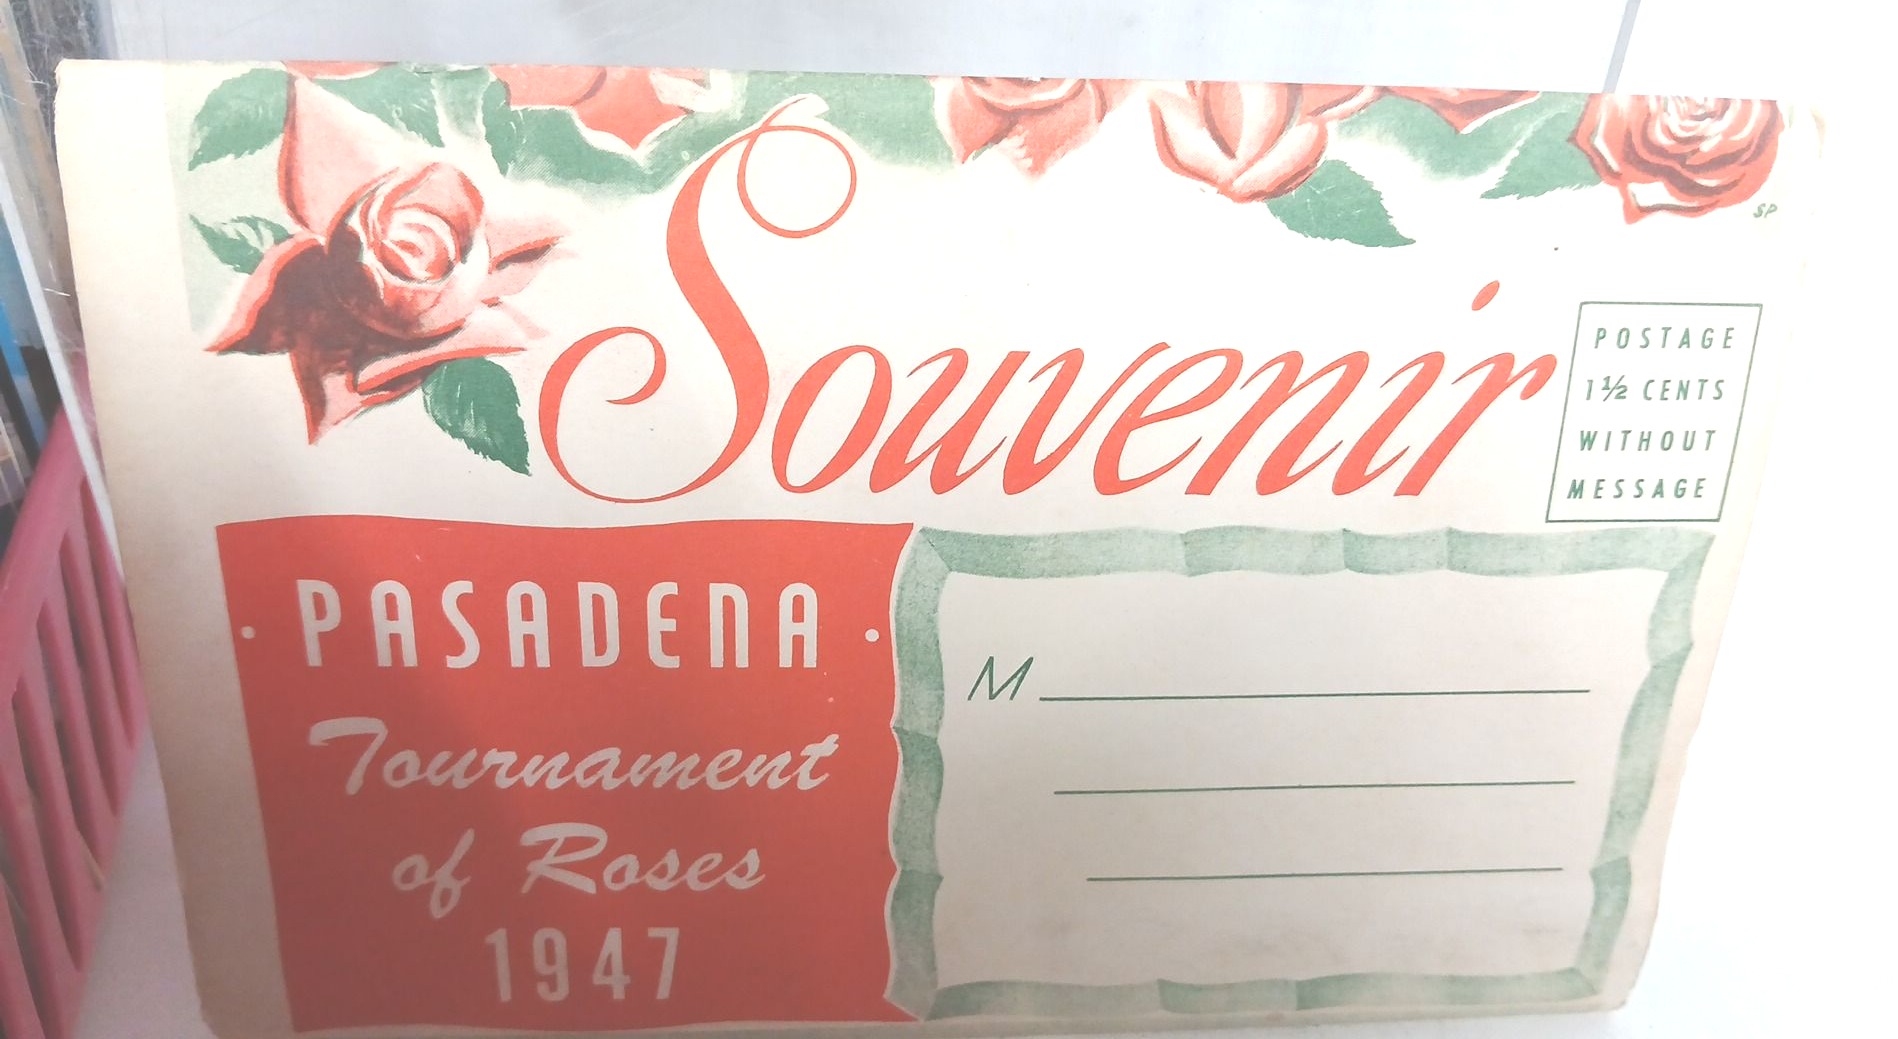 SP
Souvenir
POSTAGE
1½ CENTS
WITHOUT
MESSAGE
· PASADENA ·
Tournament
of Roses
1947
M